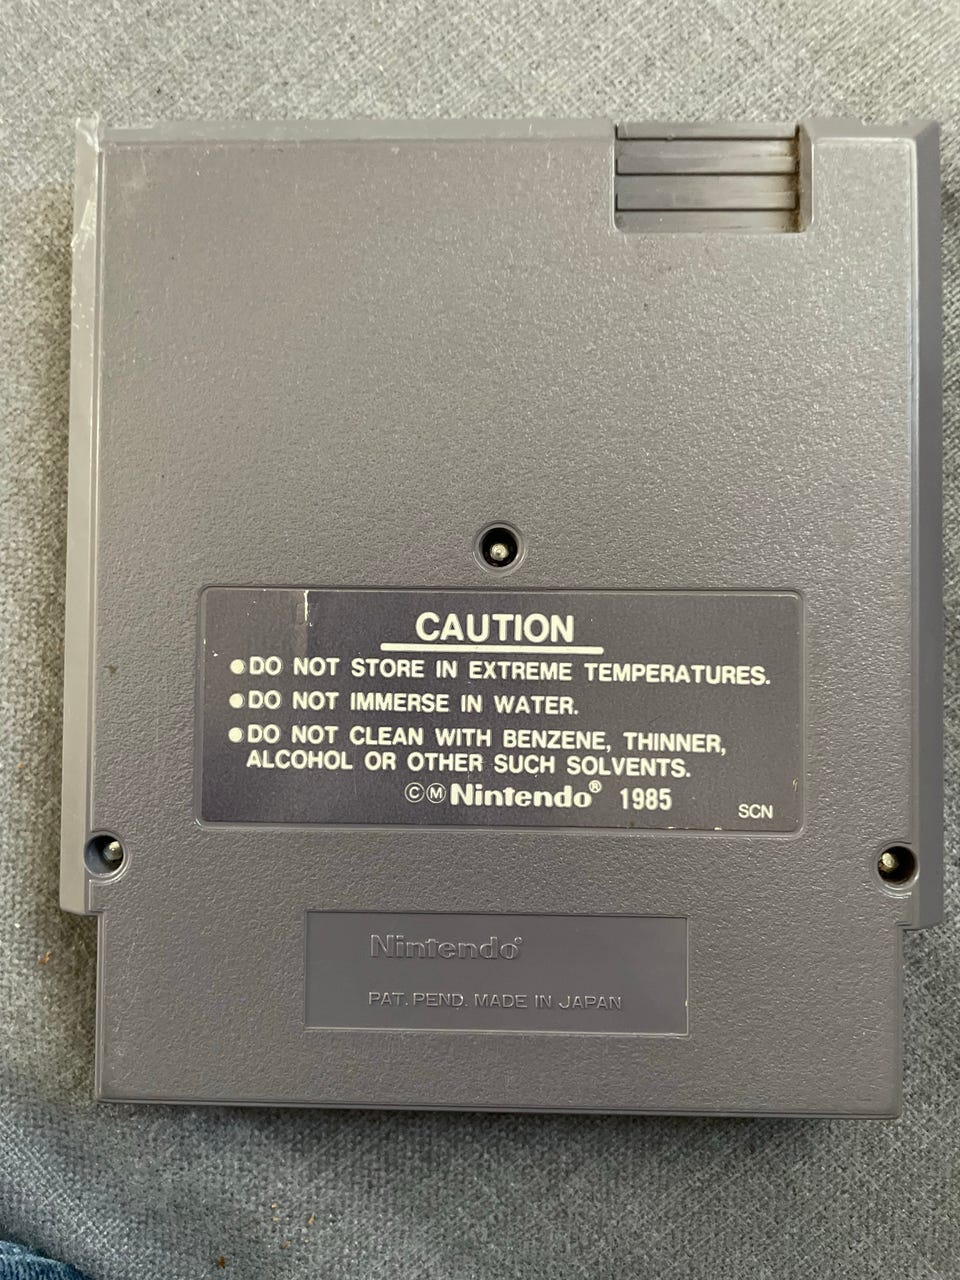 CAUTION
●DO NOT STORE IN EXTREME TEMPERATURES.
●DO NOT IMMERSE IN WATER.
●DO NOT CLEAN WITH BENZENE, THINNER,
ALCOHOL OR OTHER SUCH SOLVENTS.
ⒸⓂNintendo® 1985
SCN
Nintendo®
PAT. PEND. MADE IN JAPAN